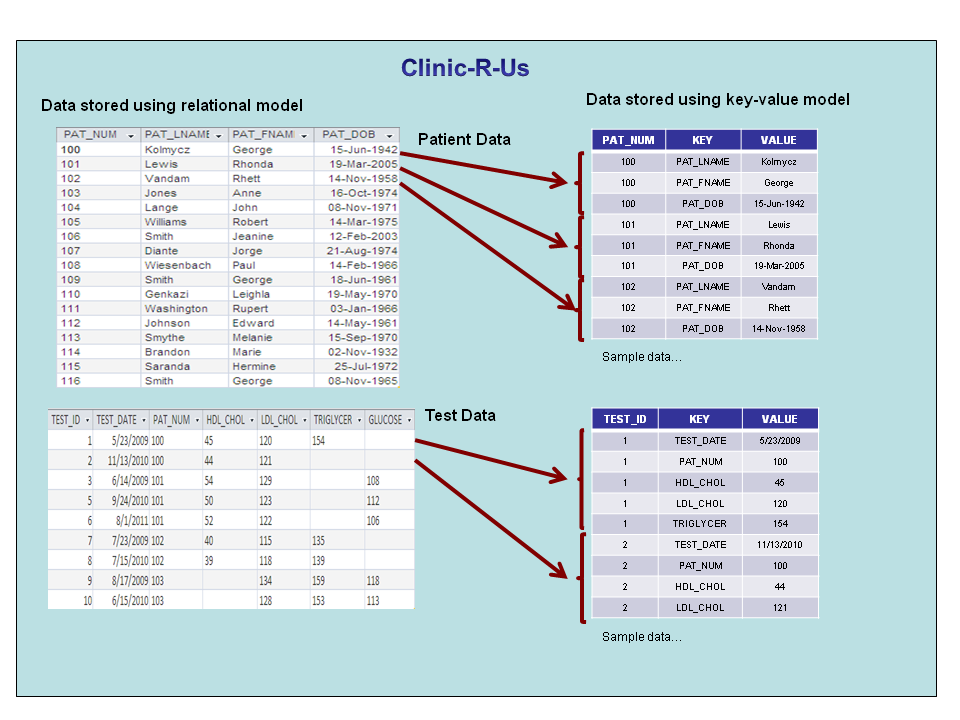 Clinic-R-Us
Data stored using relational model
Data stored using key-value model
PAT_NUM PAT_LNAME PAT_FNAM PAT_DOB
100 Kolmycz George 15-Jun-1942
101 Lewis Rhonda 19-Mar-2005
102 Vandam Rhett 14-Nov-1958
103 Jones Anne 16-Oct-1974
104 Lange John 08-Nov-1971
105 Williams Robert 14-Mar-1975
106 Smith Jeanine 12-Feb-2003
107 Diante Jorge 21-Aug-1974
108 Wiesenbach Paul 14-Feb-1966
109 Smith George 18-Jun-1961
110 Genkazi Leighla 19-May-1970
111 Washington Rupert 03-Jan-1966
112 Johnson Edward 14-May-1961
113 Smythe Melanie 15-Sep-1970
114 Brandon Marie 02-Nov-1932
115 Saranda Hermine 25-Jul-1972
116 Smith George 08-Nov-1965
Patient Data
PAT_NUM KEY VALUE
100 PAT_LNAME Kolmycz
100 PAT_FNAME George
100 PAT_DOB 15-Jun-1942
101 PAT_LNAME Lewis
101 PAT_FNAME Rhonda
101 PAT_DOB 19-Mar-2005
102 PAT_LNAME Vandam
102 PAT_FNAME Rhett
102 PAT_DOB 14-Nov-1958
Sample data…
TEST_ID TEST_DATE PAT_NUM HDL_CHOL LDL_CHOL TRIGLYCER GLUCOSE
1 5/23/2009 100 45 120 154
2 11/13/2010 100 44 121
3 6/14/2009 101 54 129 108
5 9/24/2010 101 50 123 112
6 8/1/2011 101 52 122 106
7 7/23/2009 102 40 115 135
8 7/15/2010 102 39 118 139
9 8/17/2009 103 134 159 118
10 6/15/2010 103 128 153 113
Test Data
TEST_ID KEY VALUE
1 TEST_DATE 5/23/2009
1 PAT_NUM 100
1 HDL_CHOL 45
1 LDL_CHOL 120
1 TRIGLYCER 154
2 TEST_DATE 11/13/2010
2 PAT_NUM 100
2 HDL_CHOL 44
2 LDL_CHOL 121
Sample data…